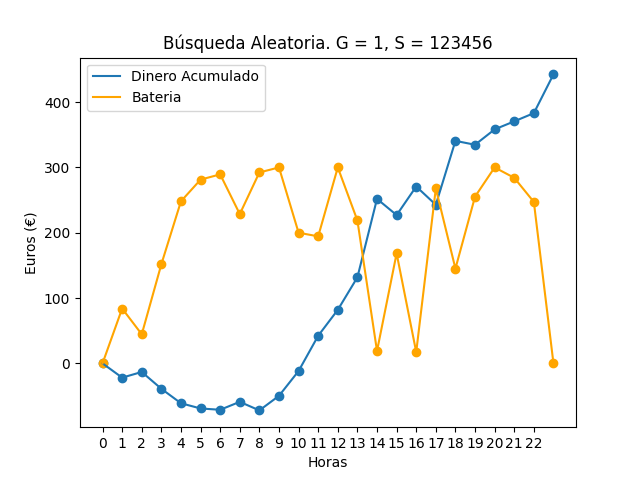 Búsqueda Aleatoria. G = 1, S = 123456
Dinero Acumulado
Bateria
400
300
200
100
0
Euros (€)
0 1 2 3 4 5 6 7 8 9 10 11 12 13 14 15 16 17 18 19 20 21 22
Horas